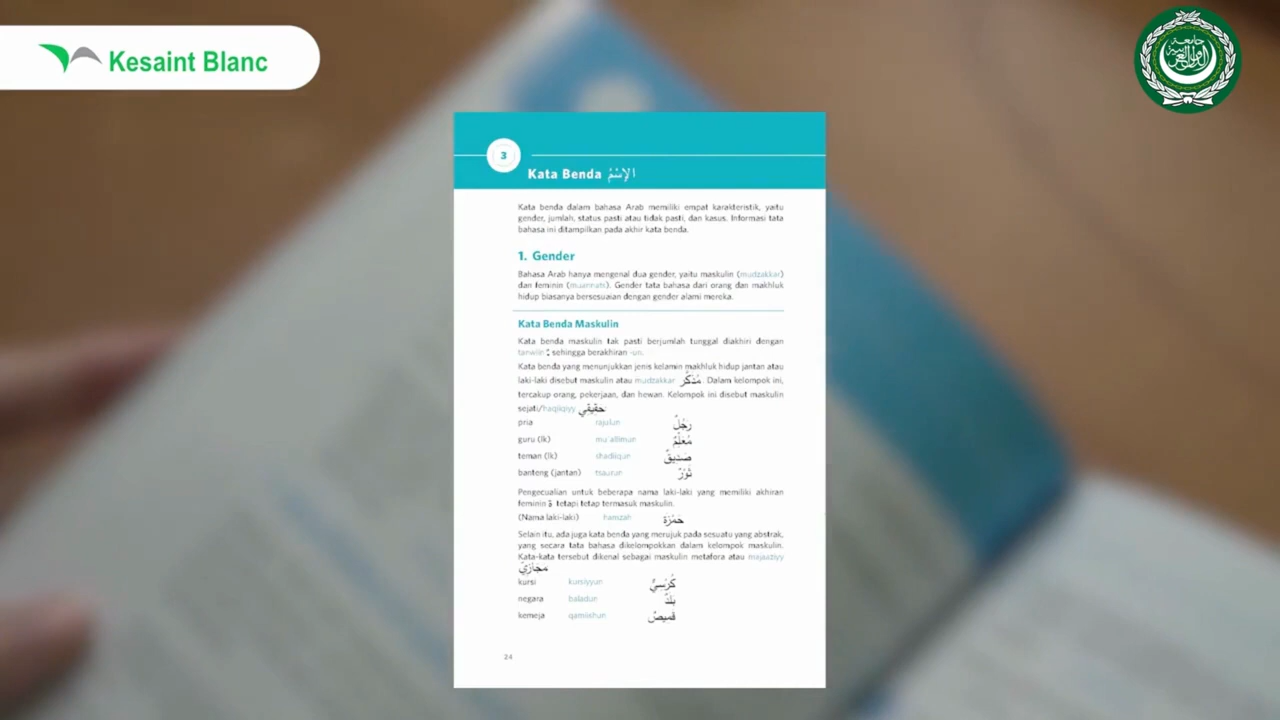 Kesaint Blanc
جامعة الدول العربية
3
Kata Benda الإِسْمُ
Kata benda dalam bahasa Arab memiliki empat karakteristik, yaitu
gender, jumlah, status pasti atau tidak pasti, dan kasus. Informasi tata
bahasa ini ditampilkan pada akhir kata benda.
1. Gender
Bahasa Arab hanya mengenal dua gender, yaitu maskulin (mudzakkar)
dan feminin (muannats). Gender tata bahasa dari orang dan makhluk
hidup biasanya bersesuaian dengan gender alami mereka.
Kata Benda Maskulin
Kata benda maskulin tak pasti berjumlah tunggal diakhiri dengan
tanwiin ـٌ sehingga berakhiran -un.
Kata benda yang menunjukkan jenis kelamin makhluk hidup jantan atau
laki-laki disebut maskulin atau mudzakkar مُذَكَّر. Dalam kelompok ini,
tercakup orang, pekerjaan, dan hewan. Kelompok ini disebut maskulin
sejati/haqiqiyy حَقِيْقِي
pria rajulun رَجُلٌ
guru (lk) mu'allimun مُعَلِّمٌ
teman (lk) shadiiqun صَدِيقٌ
banteng (jantan) tsaurun ثَوْرٌ
Pengecualian untuk beberapa nama laki-laki yang memiliki akhiran
feminin ةٌ tetapi tetap termasuk maskulin.
(Nama laki-laki) hamzah حَمْزَة
Selain itu, ada juga kata benda yang merujuk pada sesuatu yang abstrak,
yang secara tata bahasa dikelompokkan dalam kelompok maskulin.
Kata-kata tersebut dikenal sebagai maskulin metafora atau majaaziyy
مَجَازِيّ
kursi kursiyyun كُرْسِيٌّ
negara baladun بَلَدٌ
kemeja qamiishun قَمِيصٌ
24